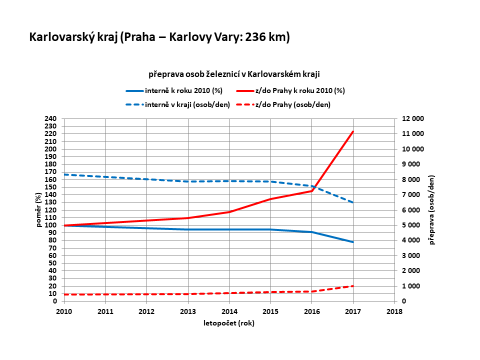 Karlovarský kraj (Praha – Karlovy Vary: 236 km)
přeprava osob železnicí v Karlovarském kraji
interně k roku 2010 (%) z/do Prahy k roku 2010 (%)
interně v kraji (osob/den) z/do Prahy (osob/den)
240 12 000
230
220 11 000
210
200 10 000
190
180 9 000
170
160 8 000
150
140 7 000
130
120 6 000
110
100 5 000
90
80 4 000
70
60 3 000
50
40 2 000
30
20 1 000
10
0 0
poměr (%)
přeprava (osob/den)
2010 2011 2012 2013 2014 2015 2016 2017 2018
letopočet (rok)